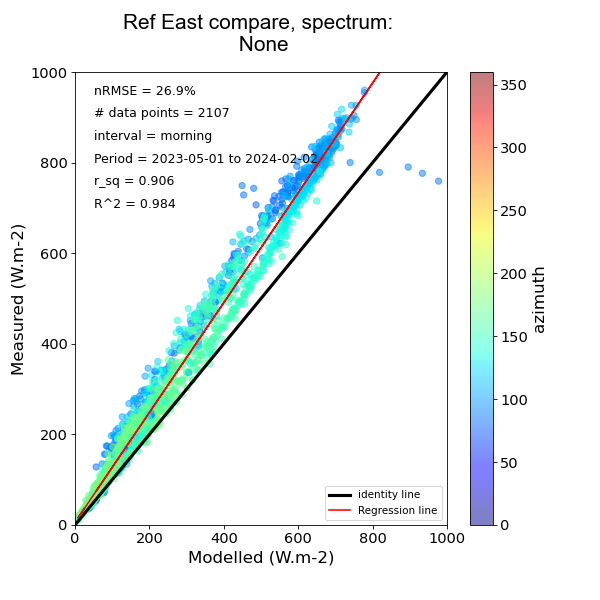 Ref East compare, spectrum:
None
nRMSE = 26.9%
# data points = 2107
interval = morning
Period = 2023-05-01 to 2024-02-02
r_sq = 0.906
R^2 = 0.984
1000
800
600
400
200
0
Measured (W.m-2)
0 200 400 600 800 1000
Modelled (W.m-2)
identity line
Regression line
350
300
250
200
150
100
50
0
azimuth